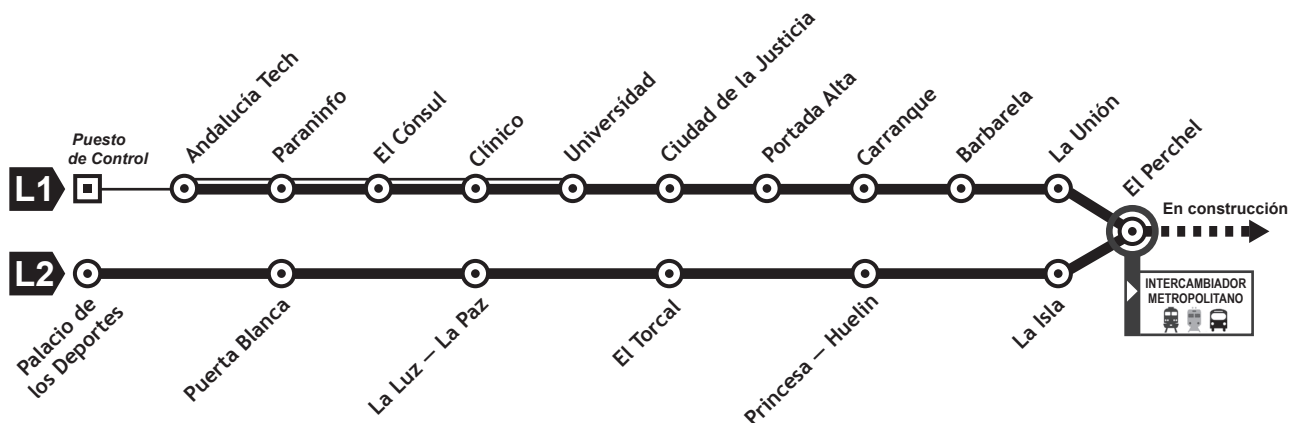 L1
Puesto
de Control
Andalucía Tech
Paraninfo
El Cónsul
Clínico
Universidad
Ciudad de la Justicia
Portada Alta
Carranque
Barbarela
La Unión
El Perchel
En construcción
L2
Palacio de
los Deportes
Puerta Blanca
La Luz – La Paz
El Torcal
Princesa – Huelin
La Isla
INTERCAMBIADOR
METROPOLITANO